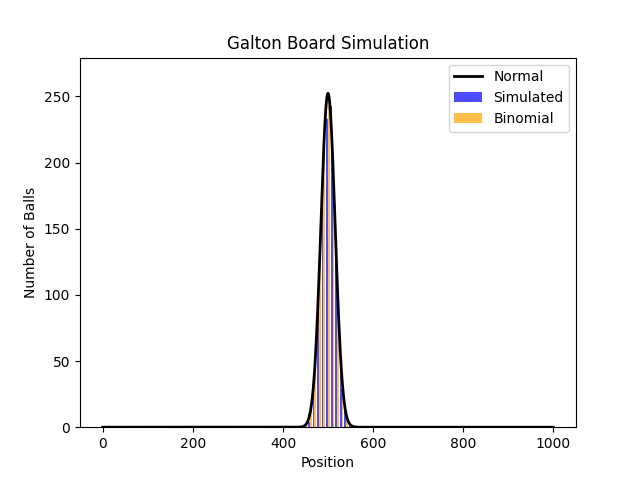 Galton Board Simulation
Normal
Simulated
Binomial
250
200
150
100
50
0
Number of Balls
0 200 400 600 800 1000
Position